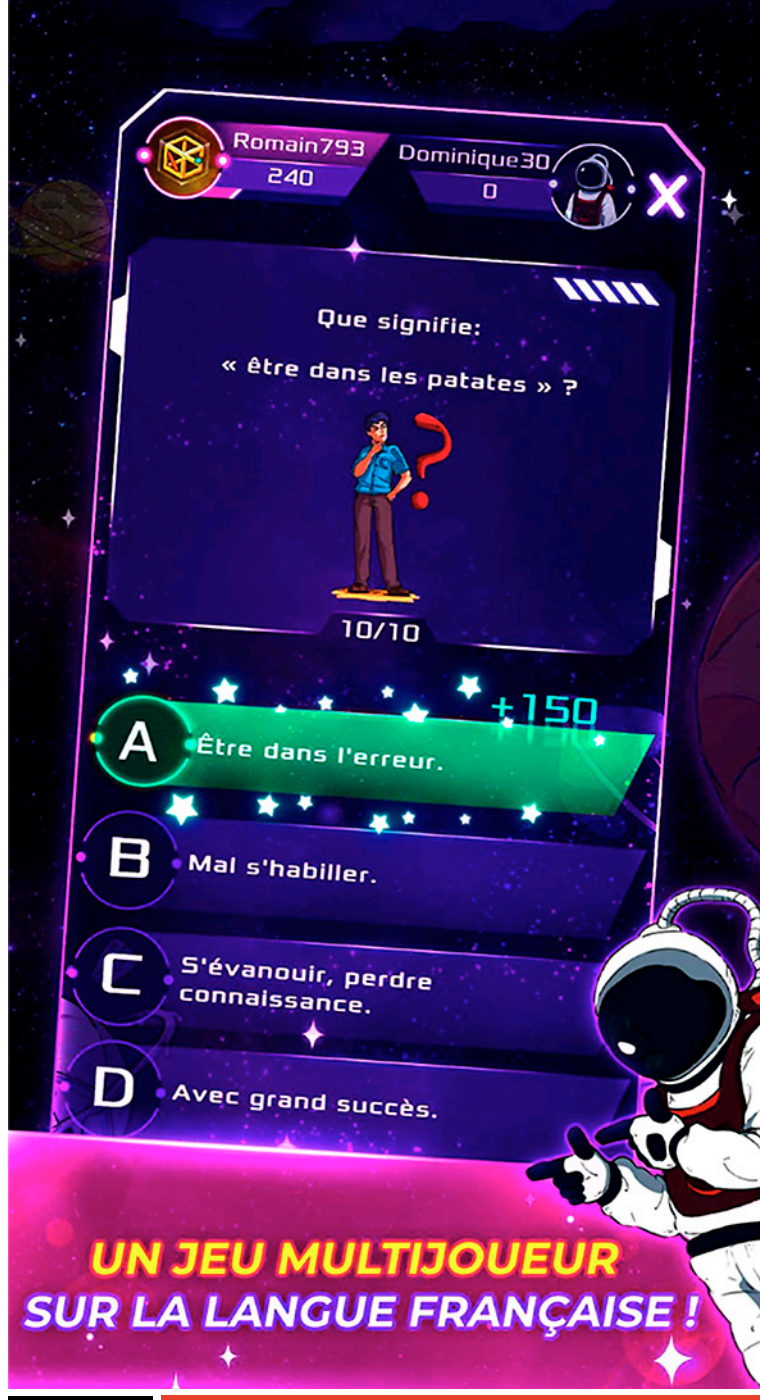 Romain793
240
Dominique30
0
X
Que signifie:
« être dans les patates » ?
?
10/10
+150
A
Être dans l'erreur.
B
Mal s'habiller.
C
S'évanouir, perdre
connaissance.
D
Avec grand succès.
UN JEU MULTIJOUEUR
SUR LA LANGUE FRANÇAISE !